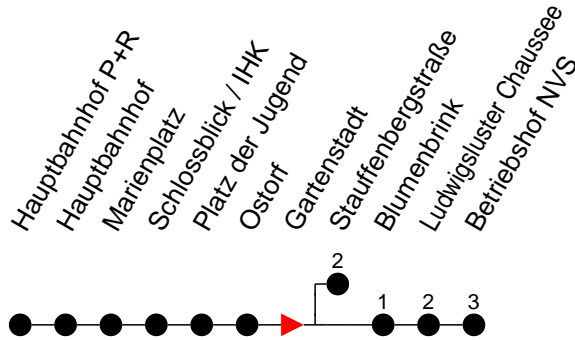 Hauptbahnhof P+R
Hauptbahnhof
Marienplatz
Schlossblick / IHK
Platz der Jugend
Ostorf
Gartenstadt
Stauffenbergstraße
Blumenbrink
Ludwigsluster Chaussee
Betriebshof NVS
2
1 2 3